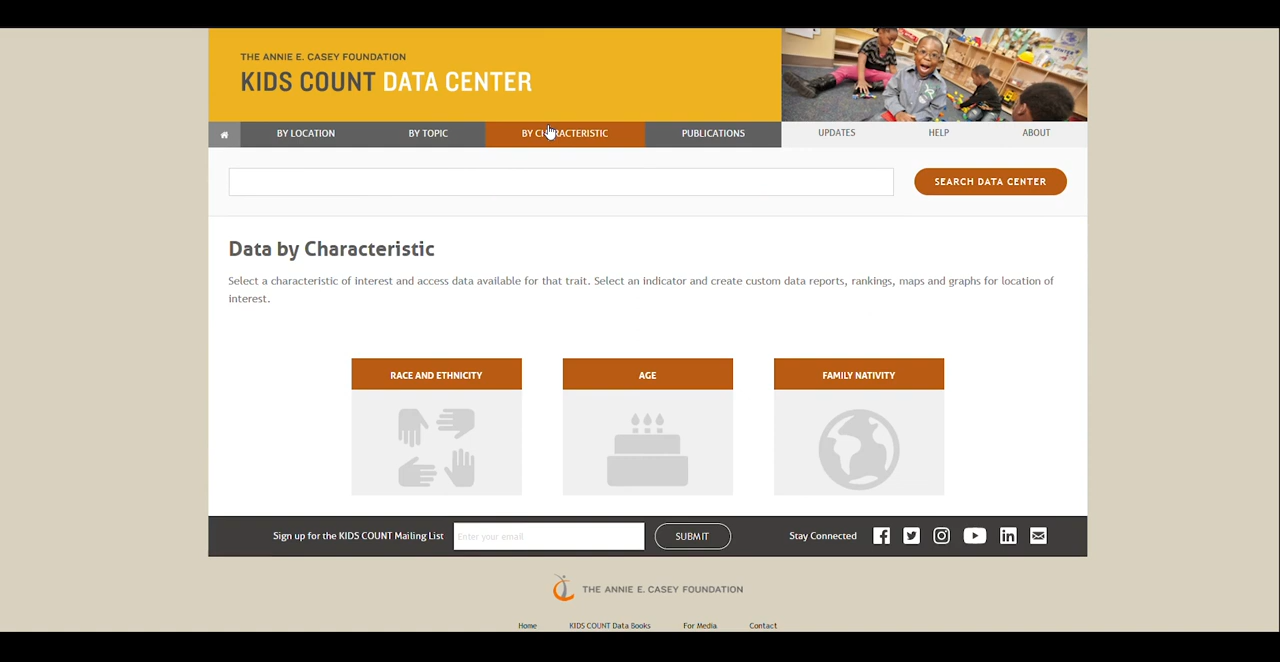 THE ANNIE E. CASEY FOUNDATION
KIDS COUNT DATA CENTER
BY LOCATION
BY TOPIC
BY CHARACTERISTIC
PUBLICATIONS
UPDATES
HELP
ABOUT
SEARCH DATA CENTER
Data by Characteristic
Select a characteristic of interest and access data available for that trait. Select an indicator and create custom data reports, rankings, maps and graphs for location of
interest.
RACE AND ETHNICITY
AGE
FAMILY NATIVITY
Sign up for the KIDS COUNT Mailing List
Enter your email
SUBMIT
Stay Connected
THE ANNIE E. CASEY FOUNDATION
Home
KIDS COUNT Data Books
For Media
Contact